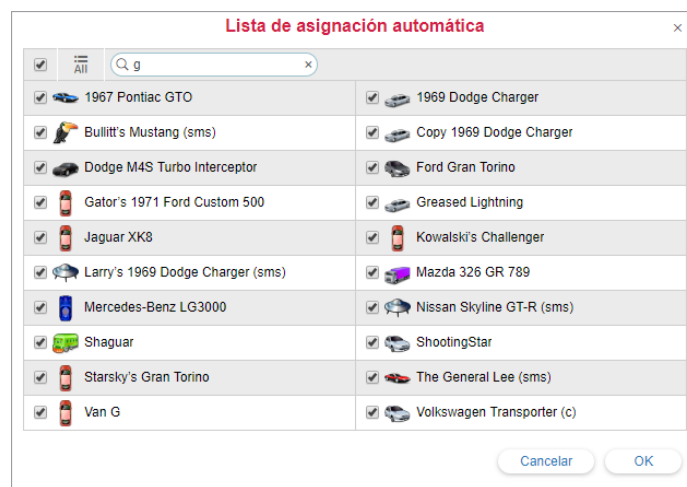 Lista de asignación automática
×
All
g
×
1967 Pontiac GTO
1969 Dodge Charger
Bullitt's Mustang (sms)
Copy 1969 Dodge Charger
Dodge M4S Turbo Interceptor
Ford Gran Torino
Gator's 1971 Ford Custom 500
Greased Lightning
Jaguar XK8
Kowalski's Challenger
Larry's 1969 Dodge Charger (sms)
Mazda 326 GR 789
Mercedes-Benz LG3000
Nissan Skyline GT-R (sms)
Shaguar
ShootingStar
Starsky's Gran Torino
The General Lee (sms)
Van G
Volkswagen Transporter (c)
Cancelar
OK